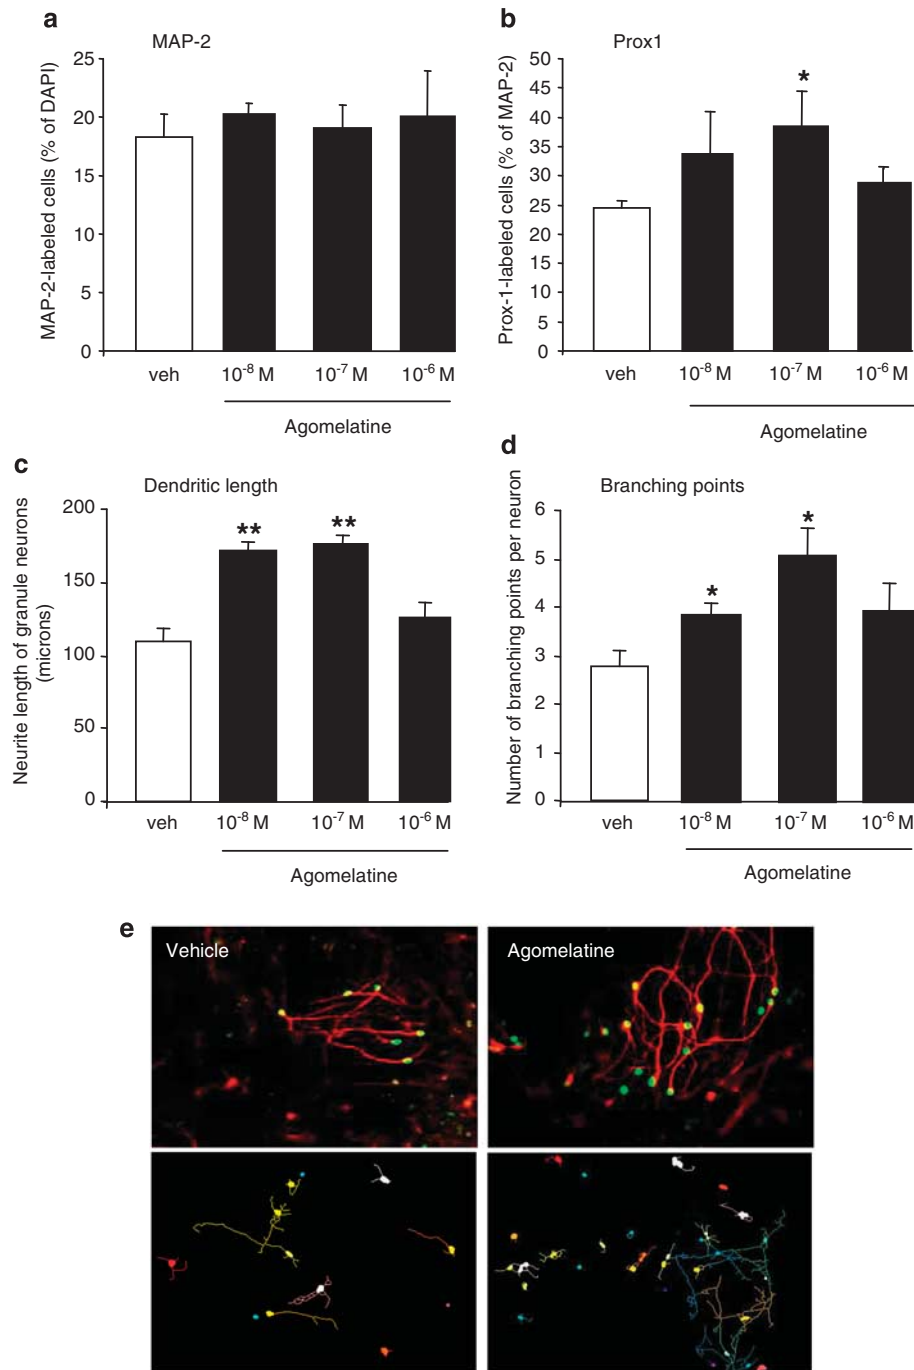 a
MAP-2
MAP-2-labeled cells (% of DAPI)
25
20
15
10
5
0
veh
10⁻⁸ M
10⁻⁷ M
10⁻⁶ M
Agomelatine
b
Prox1
Prox-1-labeled cells (% of MAP-2)
50
45
40
35
30
25
20
15
10
5
0
*
veh
10⁻⁸ M
10⁻⁷ M
10⁻⁶ M
Agomelatine
c
Dendritic length
Neurite length of granule neurons
(microns)
200
150
100
50
0
**
**
veh
10⁻⁸ M
10⁻⁷ M
10⁻⁶ M
Agomelatine
d
Branching points
Number of branching points per neuron
6
5
4
3
2
1
0
*
*
veh
10⁻⁸ M
10⁻⁷ M
10⁻⁶ M
Agomelatine
e
Vehicle
Agomelatine